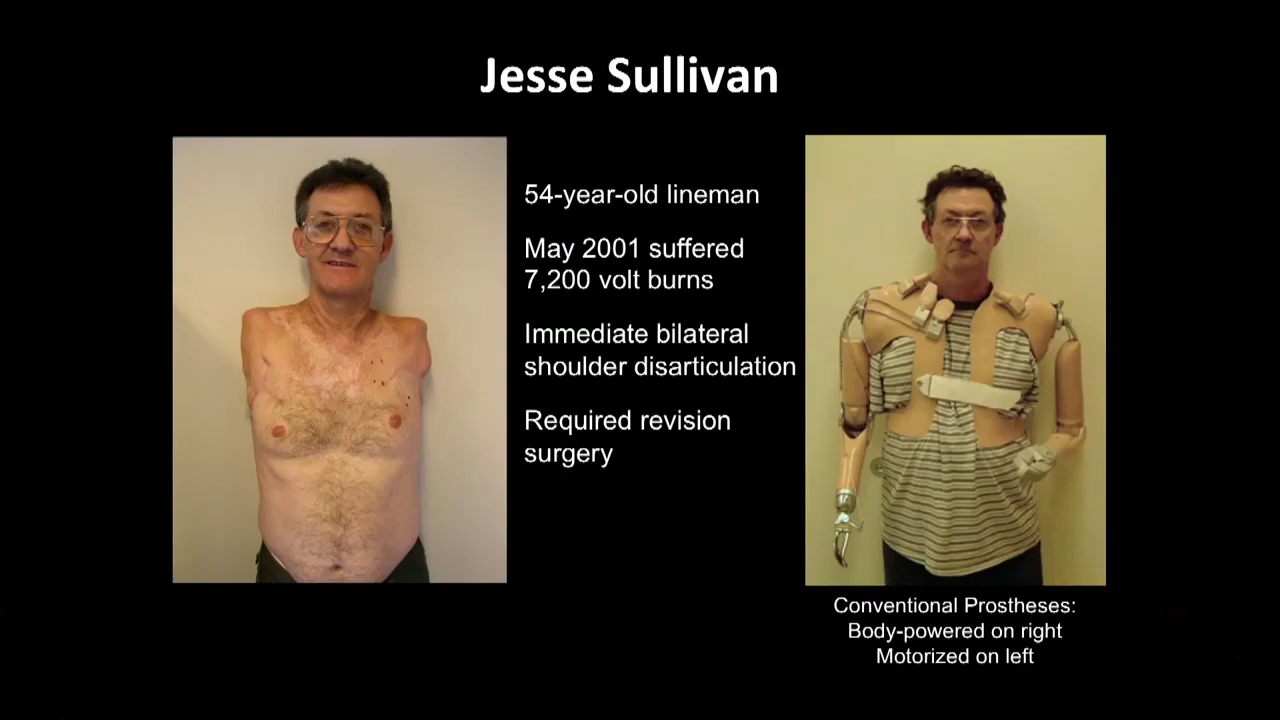 Jesse Sullivan
54-year-old lineman
May 2001 suffered
7,200 volt burns
Immediate bilateral
shoulder disarticulation
Required revision
surgery
Conventional Prostheses:
Body-powered on right
Motorized on left